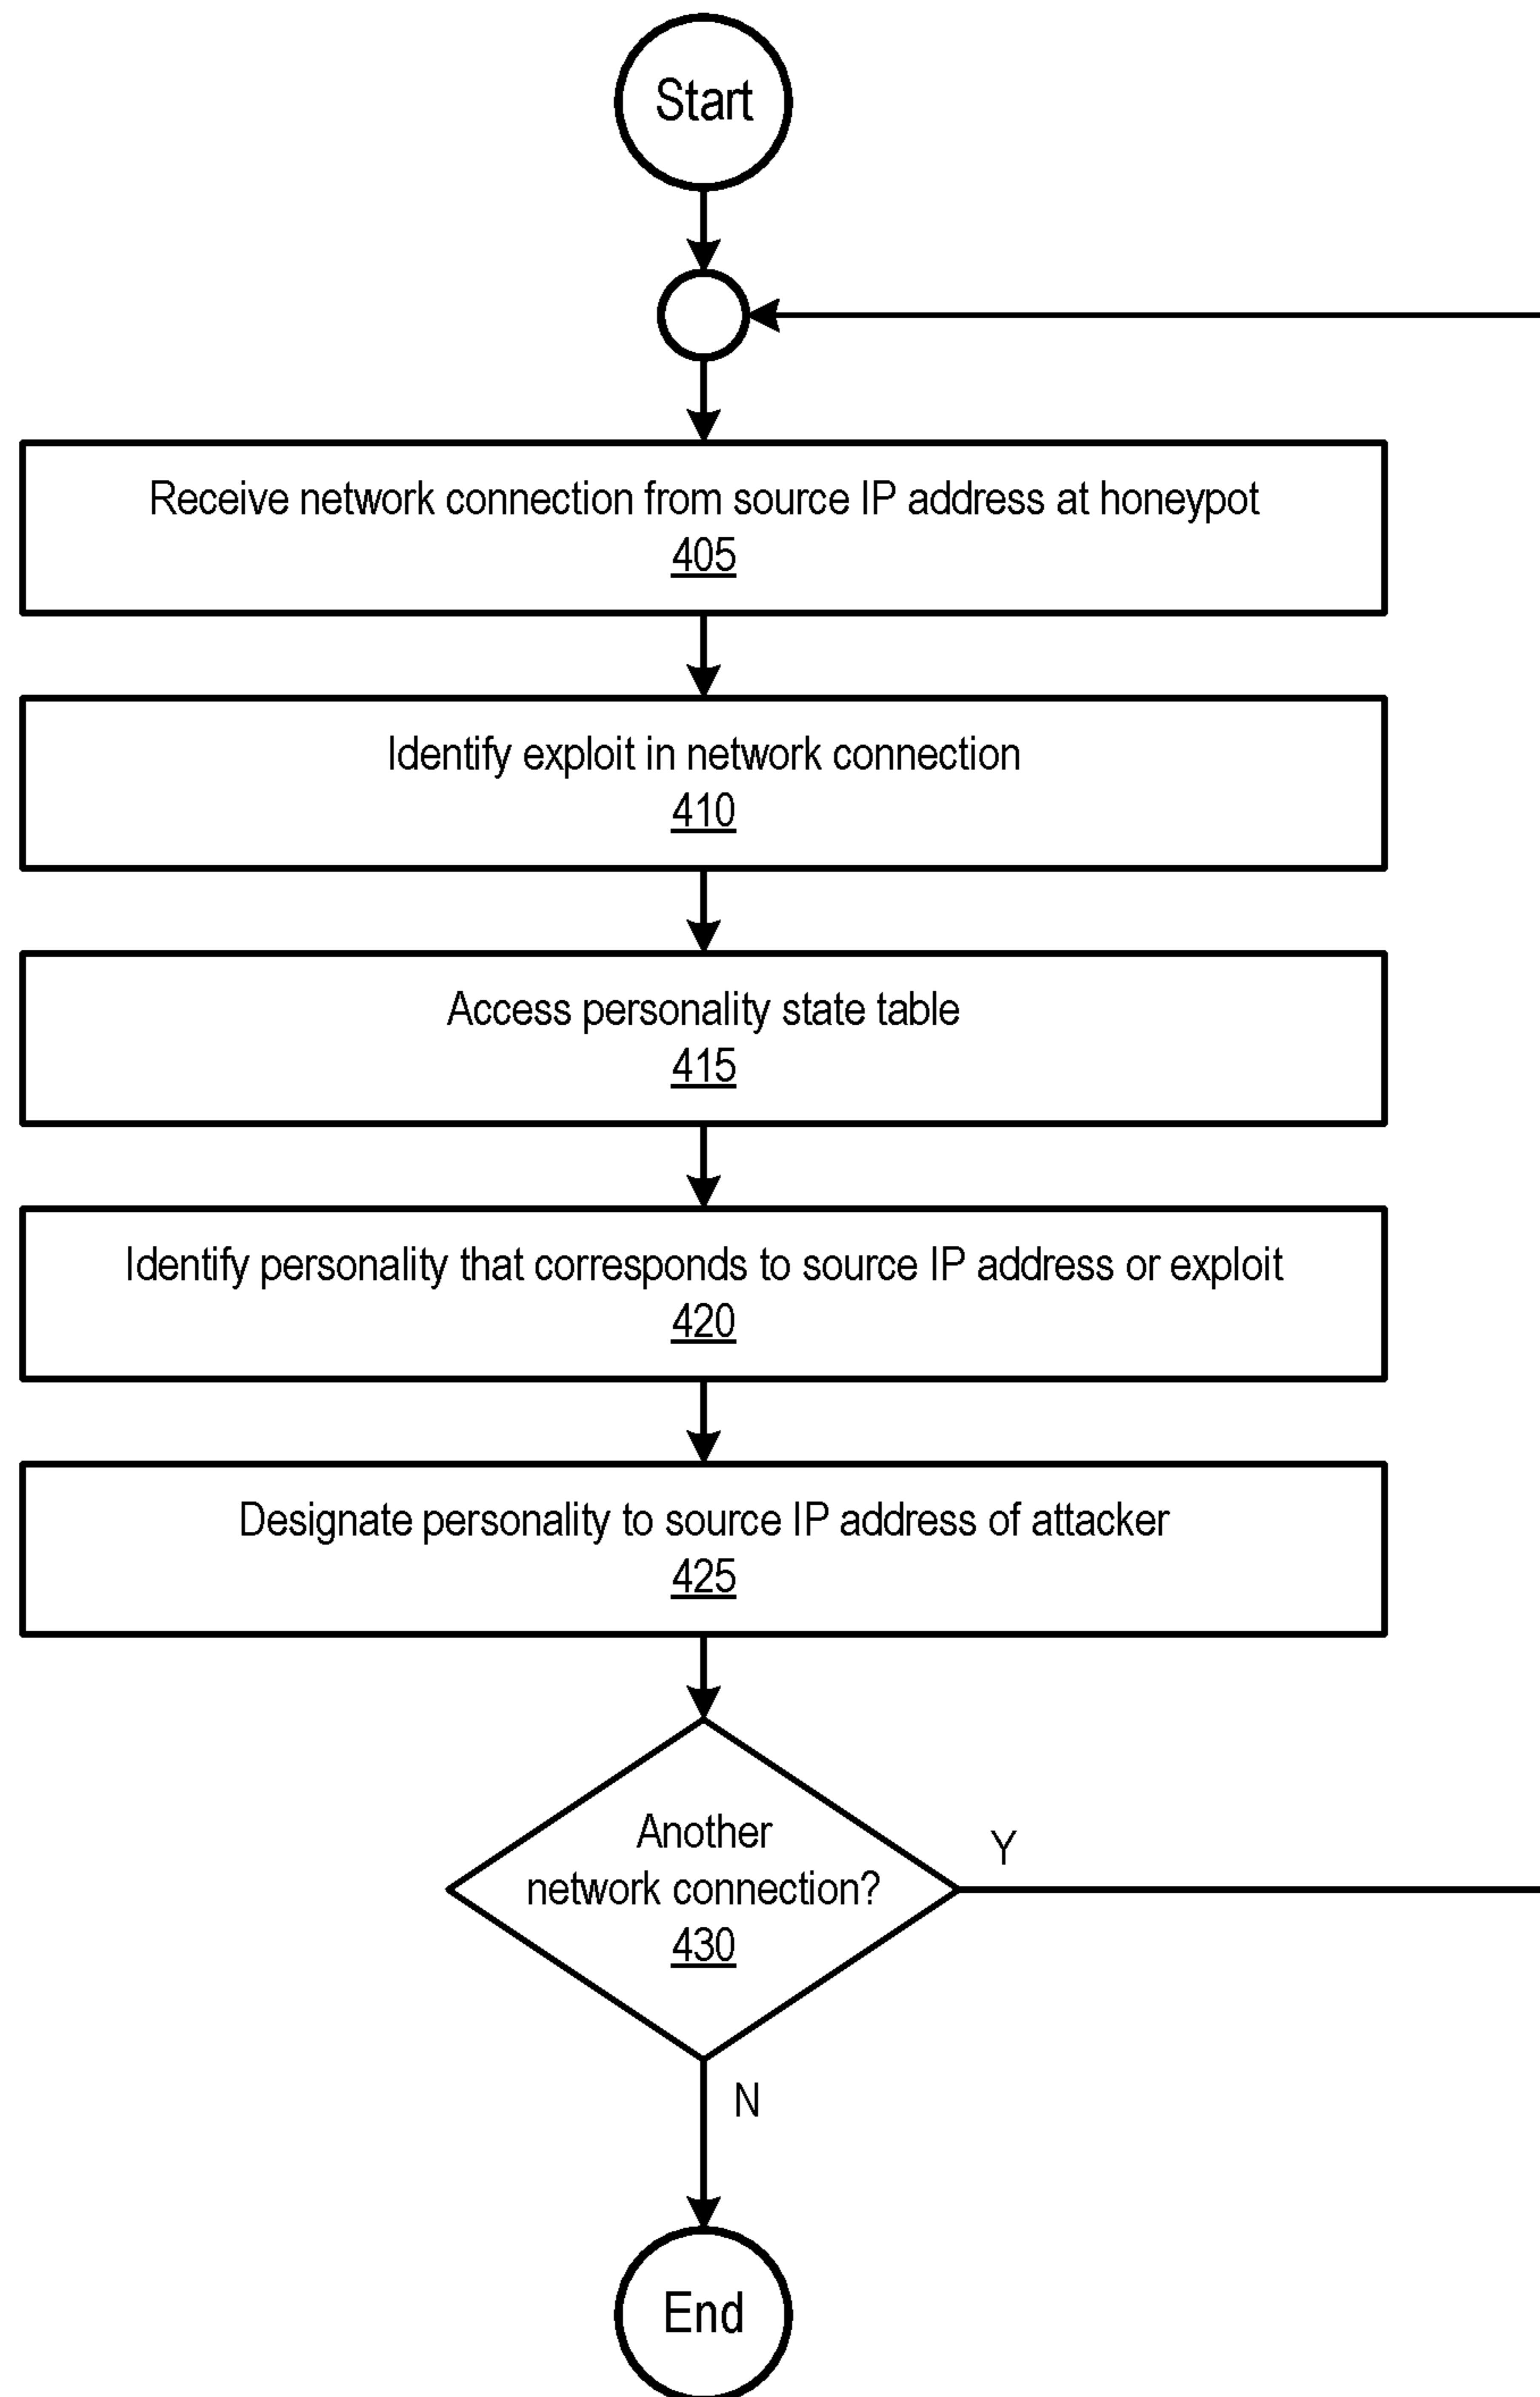 Start
Receive network connection from source IP address at honeypot
405
Identify exploit in network connection
410
Access personality state table
415
Identify personality that corresponds to source IP address or exploit
420
Designate personality to source IP address of attacker
425
Another
network connection?
430
Y
N
End